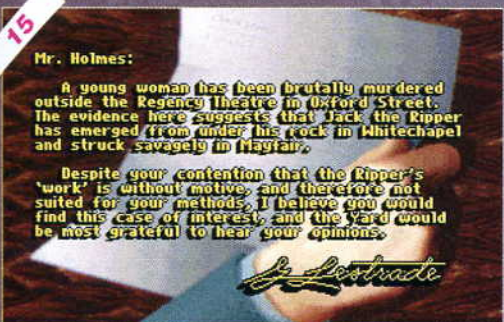 15
Mr. Holmes:
A young woman has been brutally murdered
outside the Regency Theatre in Oxford Street.
The evidence here suggests that Jack the Ripper
has emerged from under his rock in Whitechapel
and struck savagely in Mayfair.
Despite your contention that the Ripper's
'work' is without motive, and therefore not
suited for your methods, I believe you would
find this case of interest, and the Yard would
be most grateful to hear your opinions.
G Lestrade